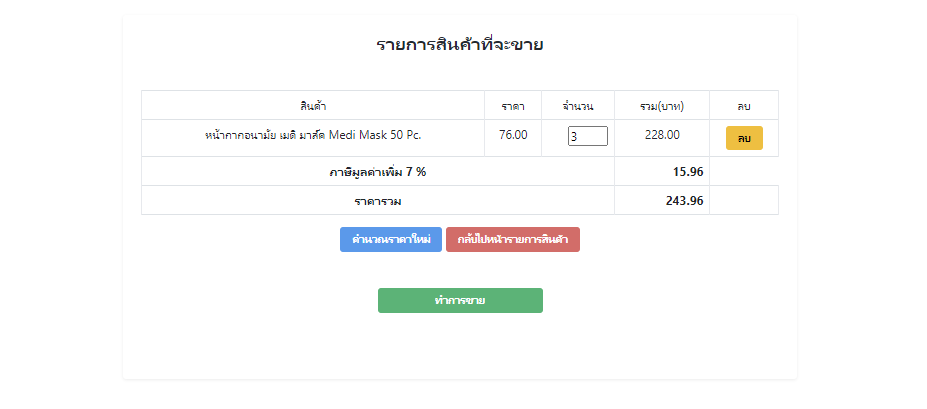 รายการสินค้าที่จะขาย
สินค้า ราคา จำนวน รวม(บาท) ลบ
หน้ากากอนามัย เมดิ มาส์ต Medi Mask 50 Pc. 76.00 3 228.00 ลบ
ภาษีมูลค่าเพิ่ม 7 % 15.96
ราคารวม 243.96
คำนวณราคาใหม่ กลับไปหน้ารายการสินค้า
ทำการขาย